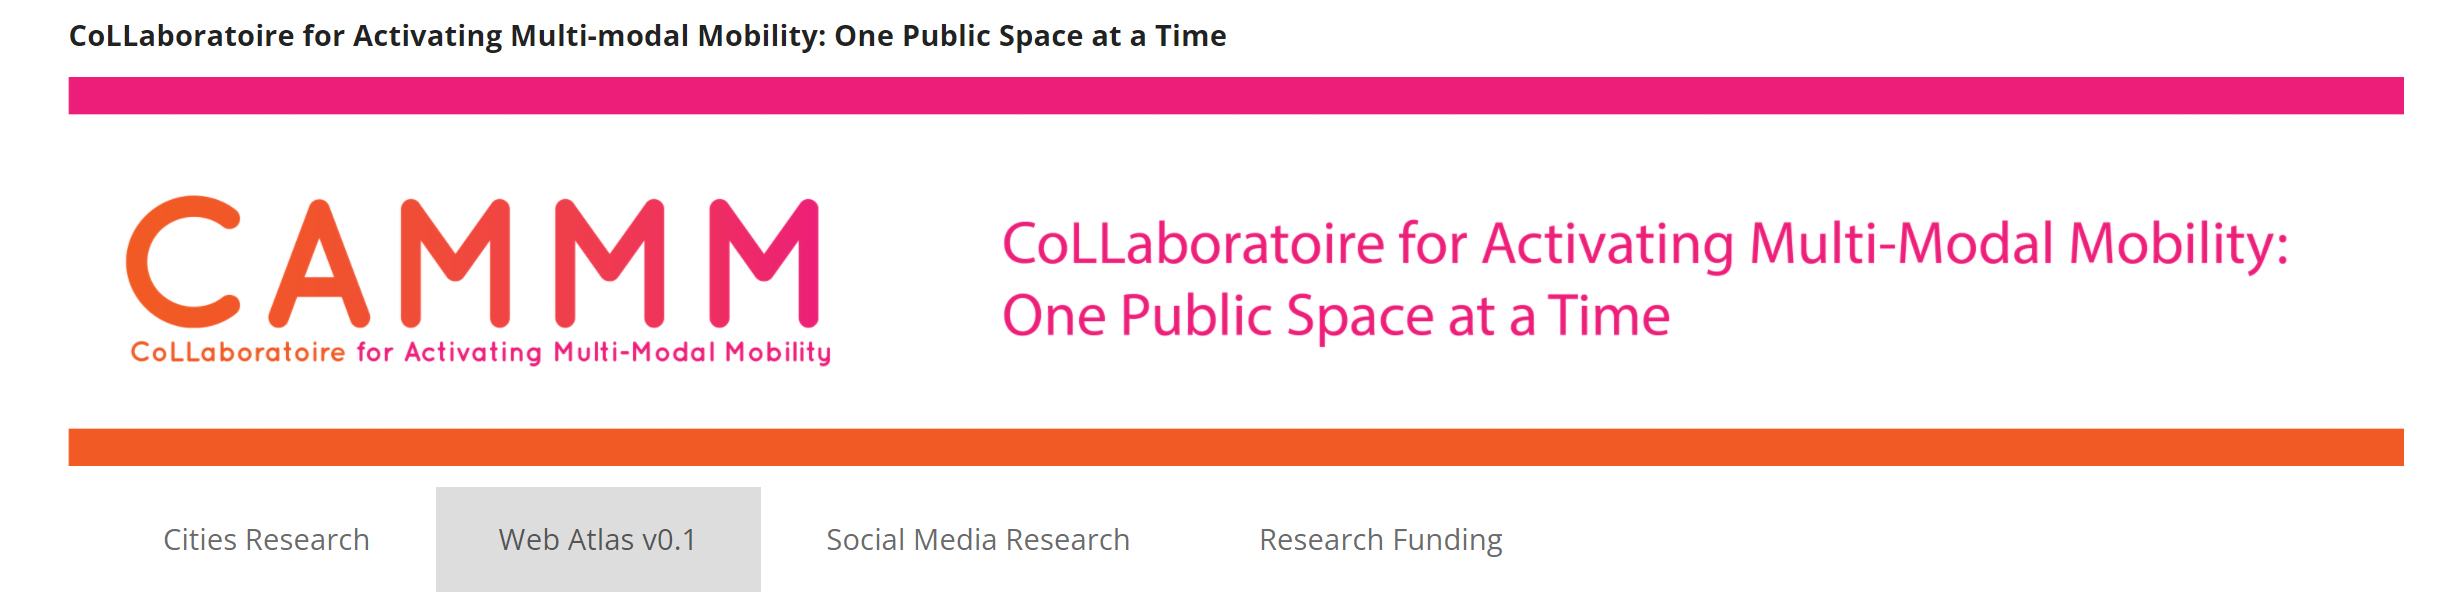 CoLLaboratoire for Activating Multi-modal Mobility: One Public Space at a Time
CAMMM
CoLLaboratoire for Activating Multi-Modal Mobility
CoLLaboratoire for Activating Multi-Modal Mobility:
One Public Space at a Time
Cities Research
Web Atlas v0.1
Social Media Research
Research Funding